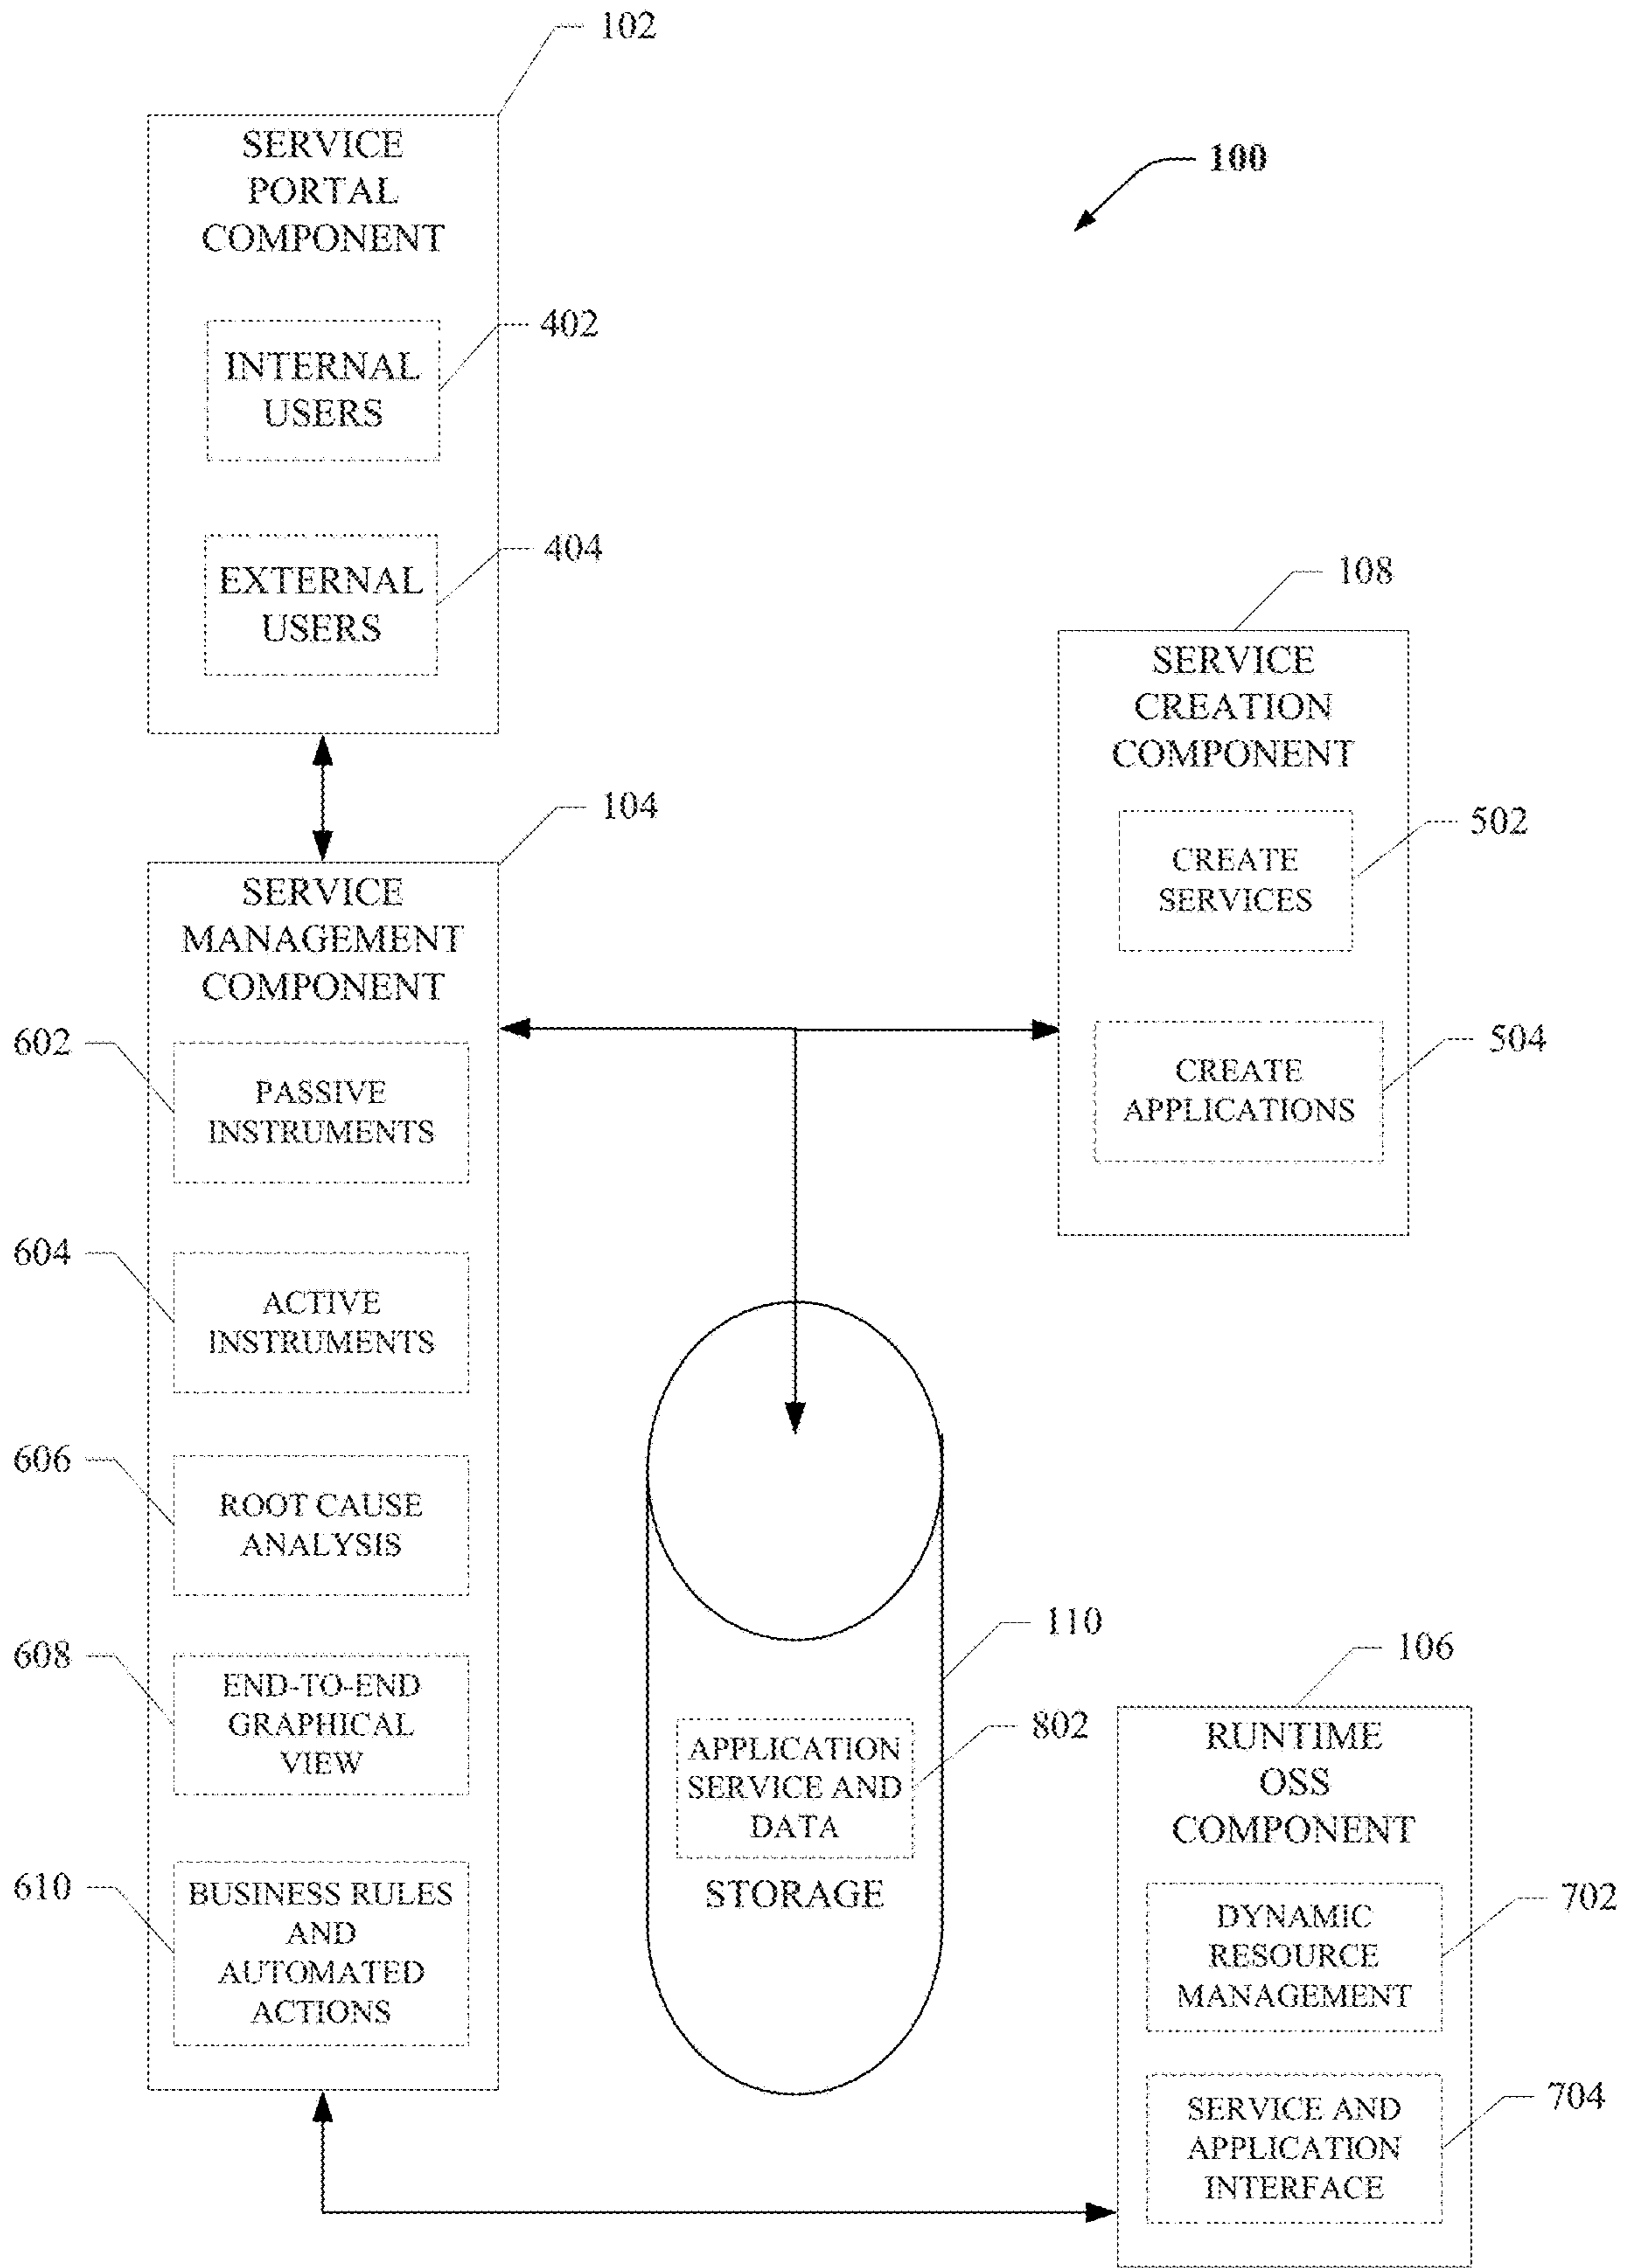 102
SERVICE
PORTAL
COMPONENT
100
402
INTERNAL
USERS
404
EXTERNAL
USERS
108
SERVICE
CREATION
COMPONENT
502
CREATE
SERVICES
504
CREATE
APPLICATIONS
104
SERVICE
MANAGEMENT
COMPONENT
602
PASSIVE
INSTRUMENTS
604
ACTIVE
INSTRUMENTS
606
ROOT CAUSE
ANALYSIS
608
END-TO-END
GRAPHICAL
VIEW
610
BUSINESS RULES
AND
AUTOMATED
ACTIONS
110
802
APPLICATION
SERVICE AND
DATA
STORAGE
106
RUNTIME
OSS
COMPONENT
702
DYNAMIC
RESOURCE
MANAGEMENT
704
SERVICE AND
APPLICATION
INTERFACE